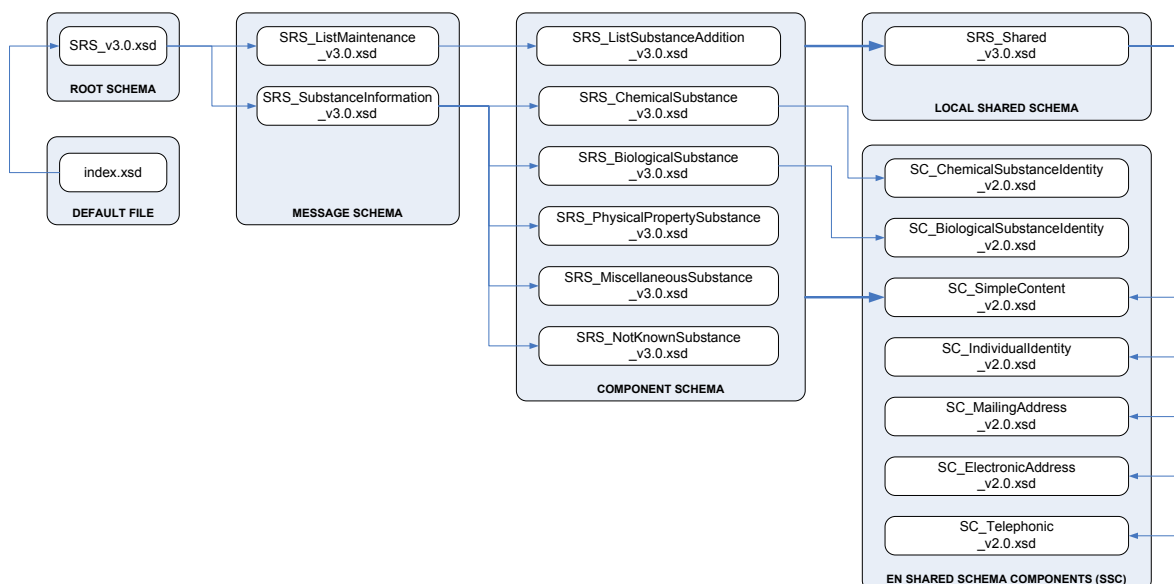 SRS_v3.0.xsd
ROOT SCHEMA
index.xsd
DEFAULT FILE
SRS_ListMaintenance
_v3.0.xsd
SRS_SubstanceInformation
_v3.0.xsd
MESSAGE SCHEMA
SRS_ListSubstanceAddition
_v3.0.xsd
SRS_ChemicalSubstance
_v3.0.xsd
SRS_BiologicalSubstance
_v3.0.xsd
SRS_PhysicalPropertySubstance
_v3.0.xsd
SRS_MiscellaneousSubstance
_v3.0.xsd
SRS_NotKnownSubstance
_v3.0.xsd
COMPONENT SCHEMA
SRS_Shared
_v3.0.xsd
LOCAL SHARED SCHEMA
SC_ChemicalSubstanceIdentity
_v2.0.xsd
SC_BiologicalSubstanceIdentity
_v2.0.xsd
SC_SimpleContent
_v2.0.xsd
SC_IndividualIdentity
_v2.0.xsd
SC_MailingAddress
_v2.0.xsd
SC_ElectronicAddress
_v2.0.xsd
SC_Telephonic
_v2.0.xsd
EN SHARED SCHEMA COMPONENTS (SSC)